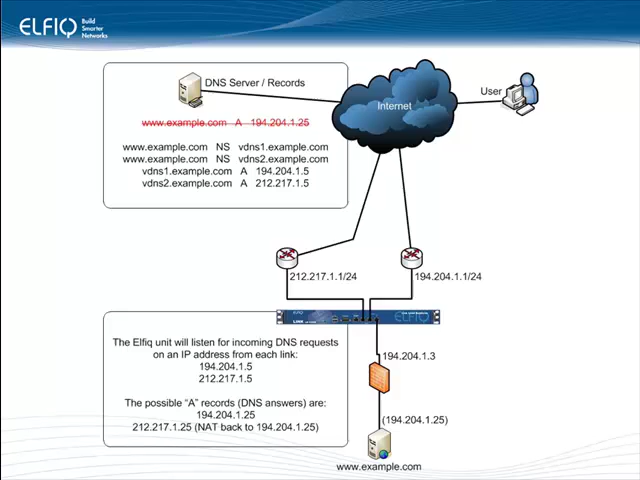 ELFIQ
Build
Smarter
Networks
DNS Server / Records
Internet
User
www.example.com A 194.204.1.25
www.example.com NS vdns1.example.com
www.example.com NS vdns2.example.com
vdns1.example.com A 194.204.1.5
vdns2.example.com A 212.217.1.5
212.217.1.1/24
194.204.1.1/24
ELFIQ
LINK
ELFIQ
The Elfiq unit will listen for incoming DNS requests
on an IP address from each link:
194.204.1.5
212.217.1.5
The possible "A" records (DNS answers) are:
194.204.1.25
212.217.1.25 (NAT back to 194.204.1.25)
194.204.1.3
(194.204.1.25)
www.example.com